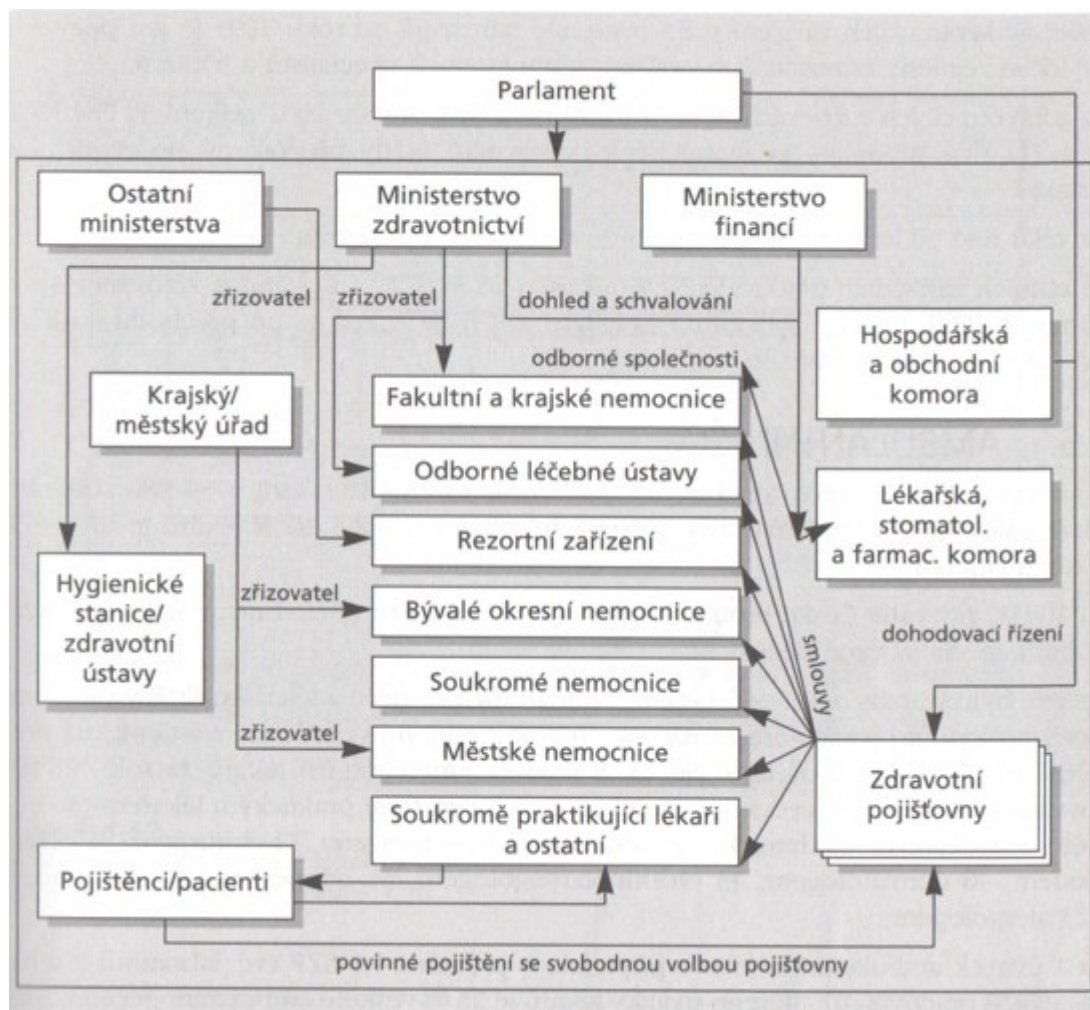 Parlament
Ostatní
ministerstva
Ministerstvo
zdravotnictví
Ministerstvo
financí
zřizovatel
zřizovatel
dohled a schvalování
odborné společnosti
Hospodářská
a obchodní
komora
Krajský/
městský úřad
Fakultní a krajské nemocnice
Odborné léčebné ústavy
Lékařská,
stomatol.
a farmac. komora
Rezortní zařízení
Hygienické
stanice/
zdravotní
ústavy
zřizovatel
Bývalé okresní nemocnice
smlouvy
dohodovací řízení
Soukromé nemocnice
zřizovatel
Městské nemocnice
Zdravotní
pojišťovny
Soukromě praktikující lékaři
a ostatní
Pojištěnci/pacienti
povinné pojištění se svobodnou volbou pojišťovny